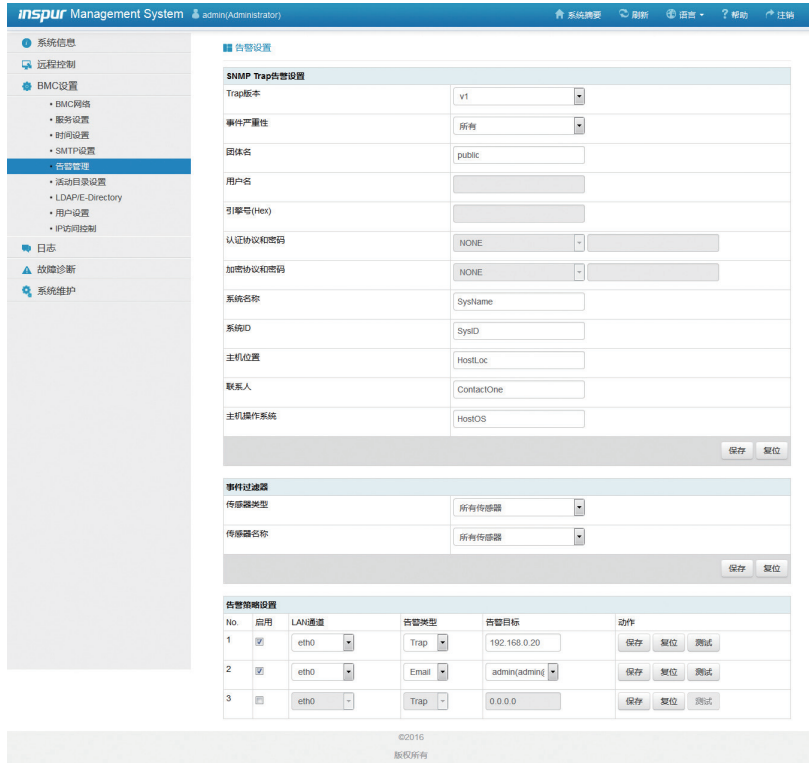 inspur Management System admin(Administrator) 系统摘要 刷新 语言 ? 帮助 注销
系统信息
远程控制
BMC设置
• BMC网络
• 服务设置
• 时间设置
• SMTP设置
• 告警管理
• 活动目录设置
• LDAP/E-Directory
• 用户设置
• IP访问控制
日志
故障诊断
系统维护
告警设置
SNMP Trap告警设置
Trap版本 v1
事件严重性 所有
团体名 public
用户名
引擎号(Hex)
认证协议和密码 NONE
加密协议和密码 NONE
系统名称 SysName
系统ID SysID
主机位置 HostLoc
联系人 ContactOne
主机操作系统 HostOS
保存 复位
事件过滤器
传感器类型 所有传感器
传感器名称 所有传感器
保存 复位
告警策略设置
No. 启用 LAN通道 告警类型 告警目标 动作
1 eth0 Trap 192.168.0.20 保存 复位 测试
2 eth0 Email admin(admin@ 保存 复位 测试
3 eth0 Trap 0.0.0.0 保存 复位 测试
©2016
版权所有